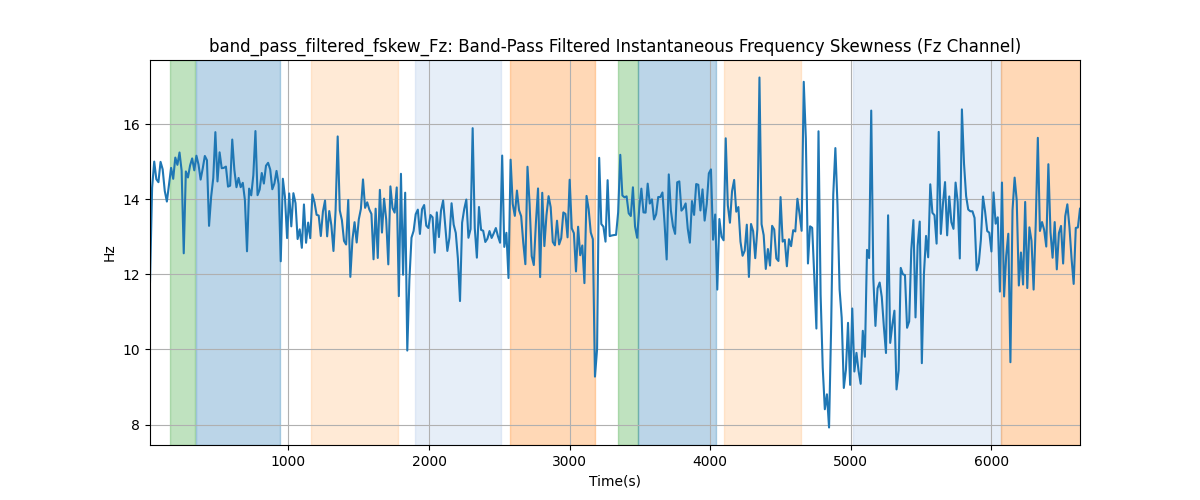 band_pass_filtered_fskew_Fz: Band-Pass Filtered Instantaneous Frequency Skewness (Fz Channel)
16
14
12
10
8
Hz
1000 2000 3000 4000 5000 6000
Time(s)